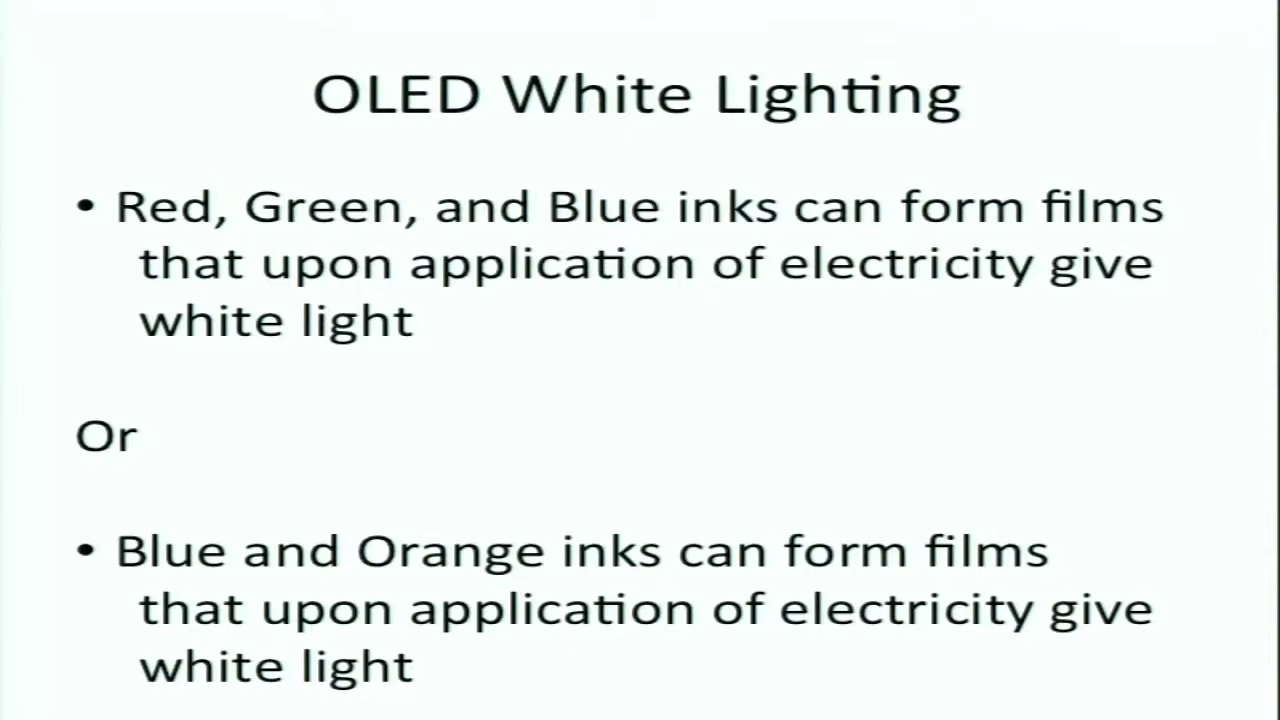 OLED White Lighting
• Red, Green, and Blue inks can form films
that upon application of electricity give
white light
Or
• Blue and Orange inks can form films
that upon application of electricity give
white light